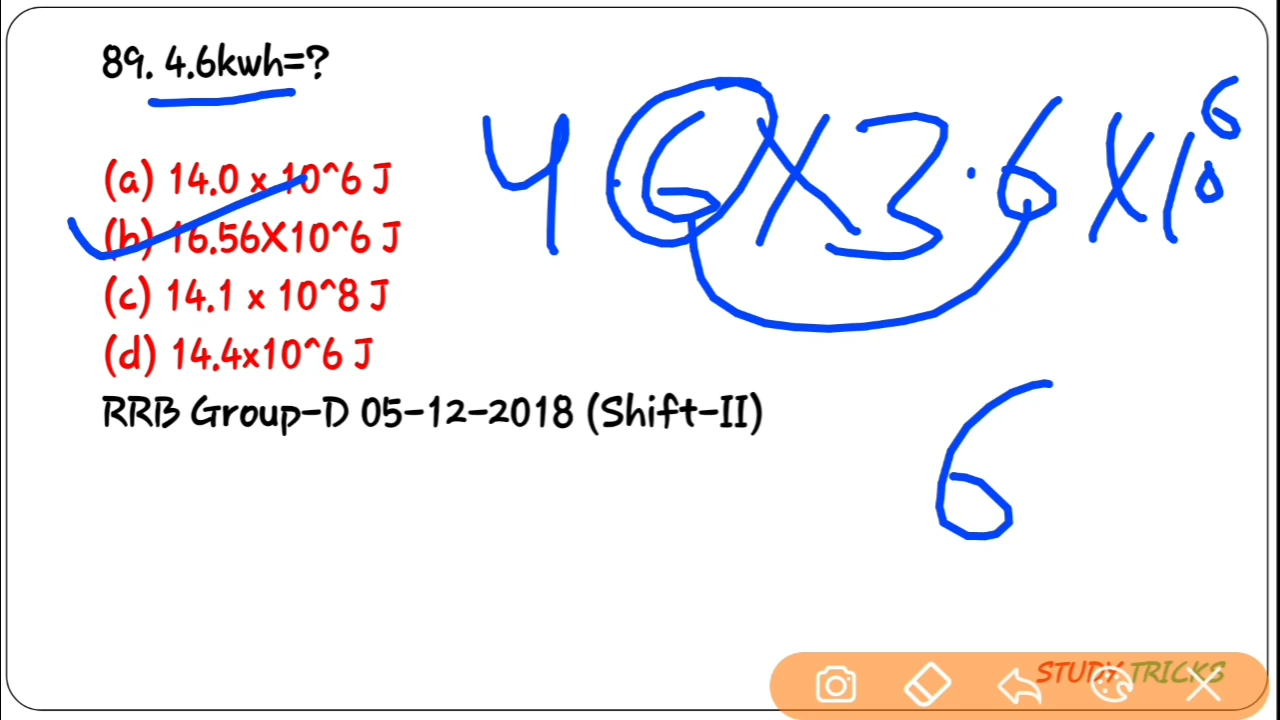 89. 4.6kwh=?
4.6 X 3.6 X 10^6
(a) 14.0 x 10^6 J
(b) 16.56X10^6 J
(c) 14.1 x 10^8 J
(d) 14.4x10^6 J
RRB Group-D 05-12-2018 (Shift-II)
6
STUDY TRICKS